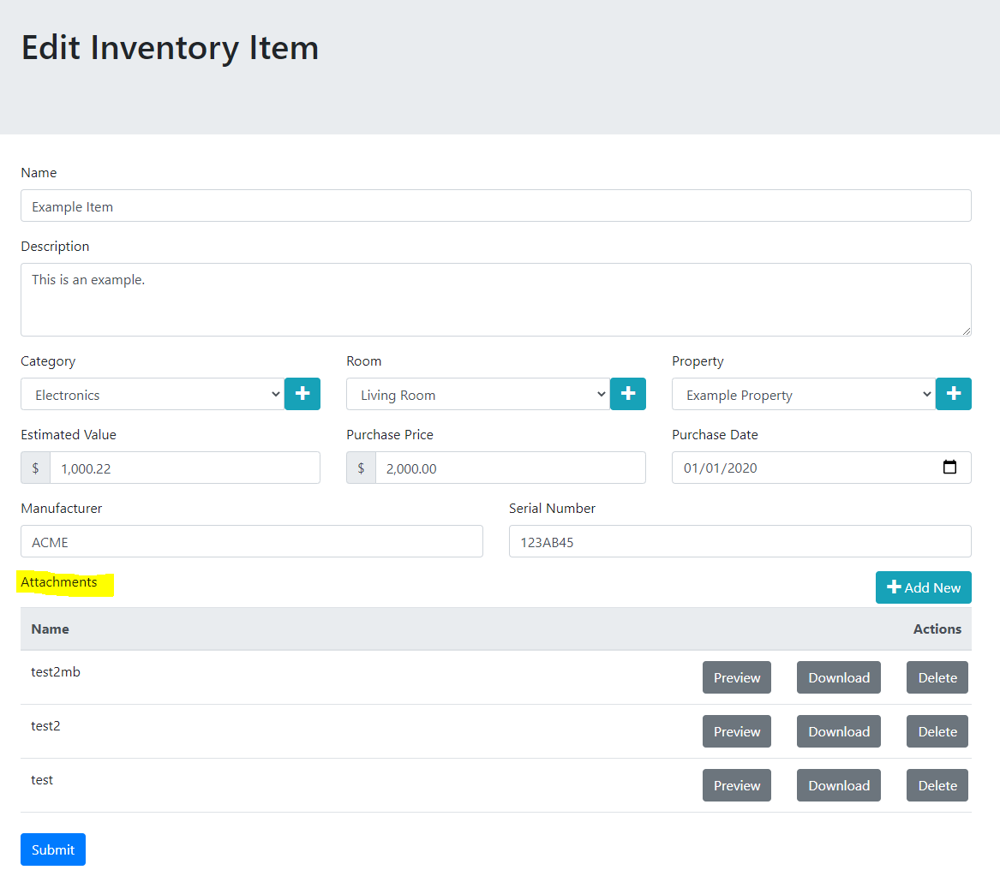 Edit Inventory Item
Name
Example Item
Description
This is an example.
Category Room Property
Electronics Living Room Example Property
Estimated Value Purchase Price Purchase Date
$ 1,000.22 $ 2,000.00 01/01/2020
Manufacturer Serial Number
ACME 123AB45
Attachments Add New
Name Actions
test2mb Preview Download Delete
test2 Preview Download Delete
test Preview Download Delete
Submit